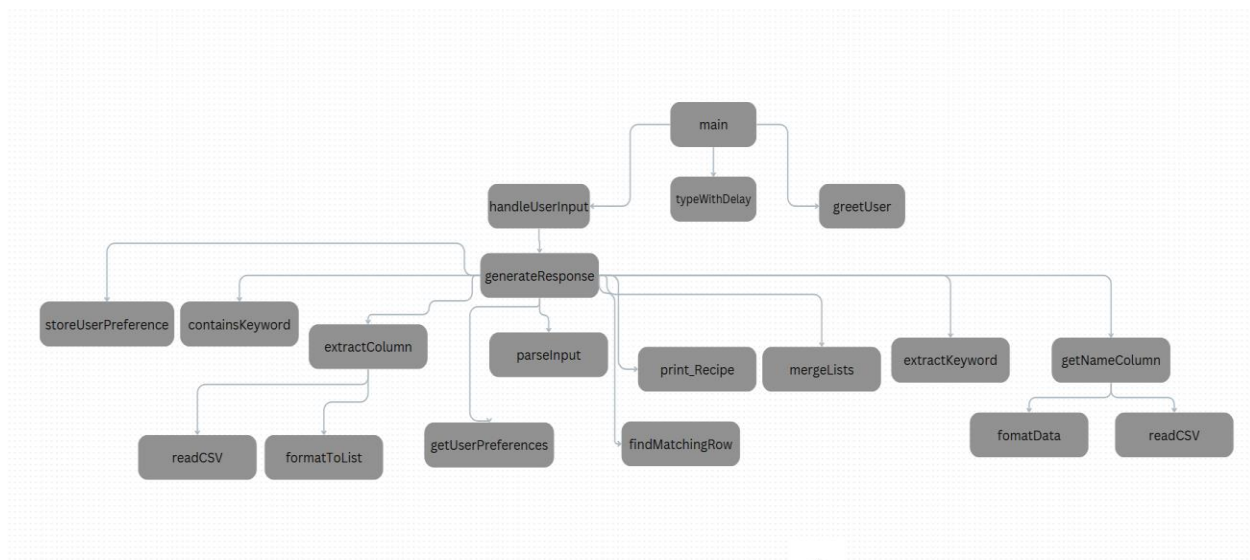 main
handleUserInput
typeWithDelay
greetUser
generateResponse
storeUserPreference
containsKeyword
extractColumn
parseInput
print_Recipe
mergeLists
extractKeyword
getNameColumn
readCSV
formatToList
getUserPreferences
findMatchingRow
fomatData
readCSV